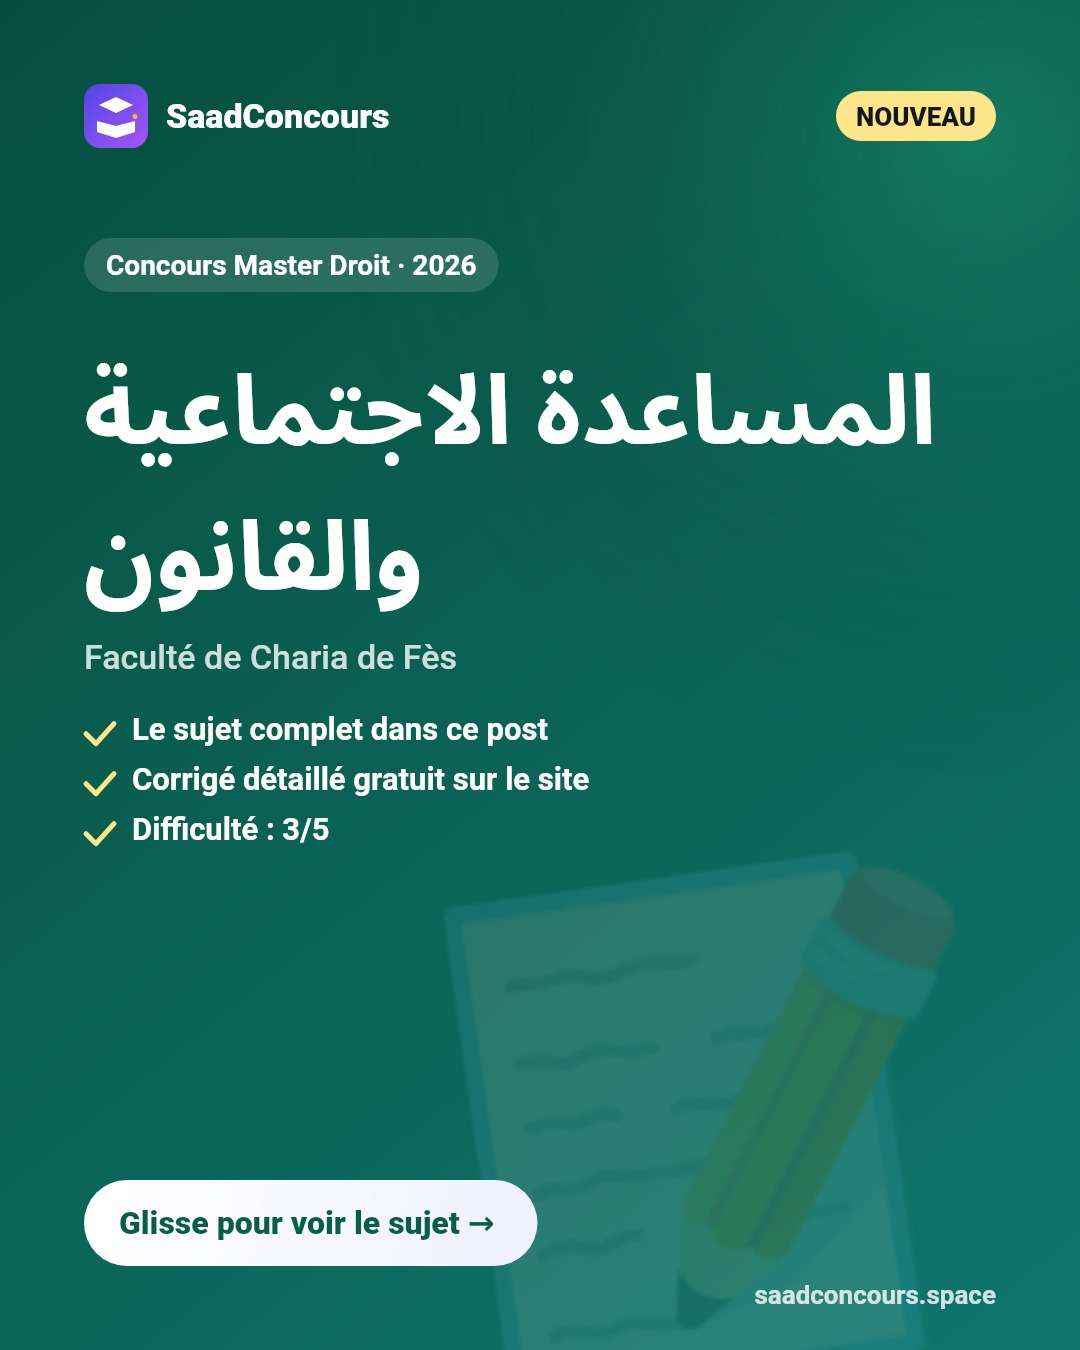 SaadConcours
NOUVEAU
Concours Master Droit · 2026
المساعدة الاجتماعية
والقانون
Faculté de Charia de Fès
Le sujet complet dans ce post
Corrigé détaillé gratuit sur le site
Difficulté : 3/5
Glisse pour voir le sujet →
saadconcours.space